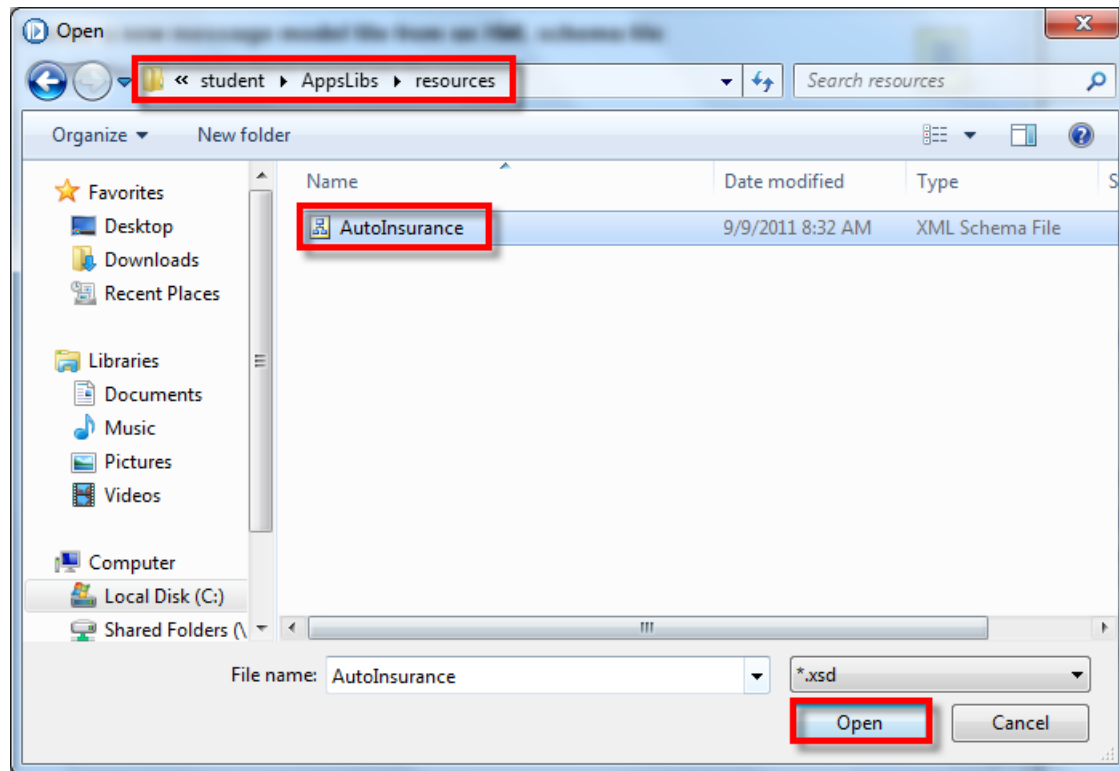 Open
« student ▸ AppsLibs ▸ resources
Search resources
Organize ▾ New folder
Name Date modified Type S
Favorites
Desktop
Downloads
Recent Places
AutoInsurance 9/9/2011 8:32 AM XML Schema File
Libraries
Documents
Music
Pictures
Videos
Computer
Local Disk (C:)
Shared Folders (\
File name: AutoInsurance *.xsd
Open Cancel